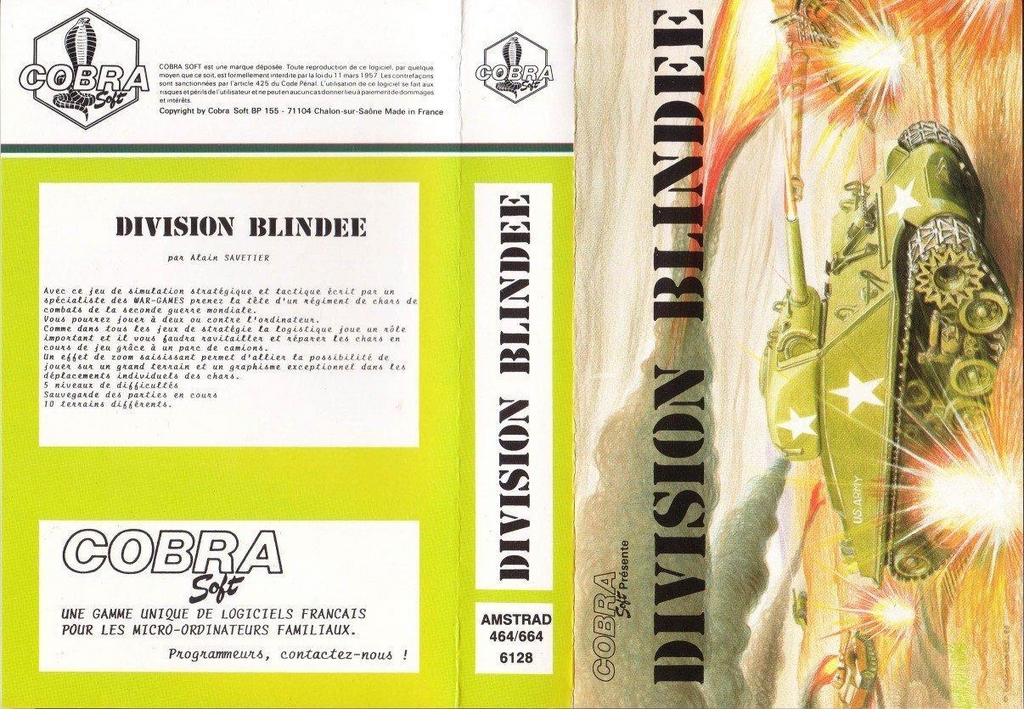 COBRA
Soft
COBRA SOFT est une marque déposée. Toute reproduction de ce logiciel, par quelque
moyen que ce soit, est formellement interdite par la loi du 11 mars 1957. Les contrefaçons
sont sanctionnées par l'article 425 du Code Pénal. L'utilisation de ce logiciel se fait aux
risques et périls de l'utilisateur et ne peut en aucun cas donner lieu à paiement de dommages
et intérêts.
Copyright by Cobra Soft BP 155 - 71104 Chalon-sur-Saône Made in France
DIVISION BLINDEE
par Alain SAVETIER
Avec ce jeu de simulation stratégique et tactique écrit par un
spécialiste des WAR-GAMES prenez la tête d'un régiment de chars de
combats de la seconde guerre mondiale.
Vous pourrez jouer à deux ou contre l'ordinateur.
Comme dans tous les jeux de stratégie la logistique joue un rôle
important et il vous faudra ravitailler et réparer les chars en
cours de jeu grâce à un parc de camions.
Un effet de zoom saisissant permet d'allier la possibilité de
jouer sur un grand terrain et un graphisme exceptionnel dans les
déplacements individuels des chars.
5 niveaux de difficultés
Sauvegarde des parties en cours
10 terrains différents.
COBRA
Soft
UNE GAMME UNIQUE DE LOGICIELS FRANCAIS
POUR LES MICRO-ORDINATEURS FAMILIAUX.
Programmeurs, contactez-nous !
COBRA
Soft
DIVISION BLINDEE
AMSTRAD
464/664
6128
COBRA
Soft Présente
DIVISION BLINDEE
US ARMY